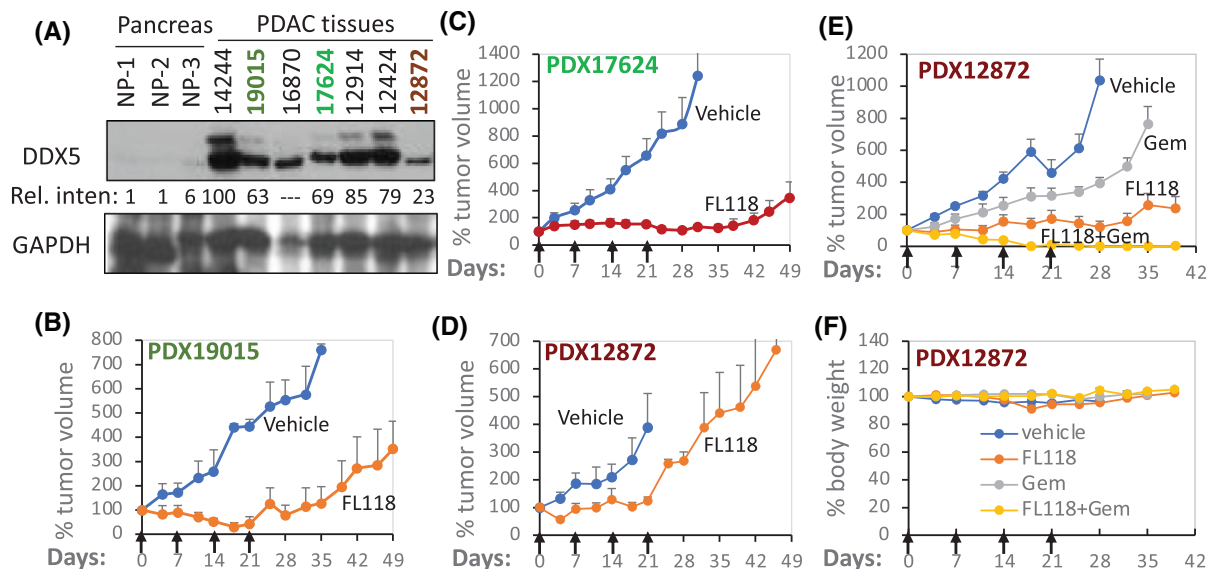 (A)
Pancreas PDAC tissues
NP-1 NP-2 NP-3 14244 19015 16870 17624 12914 12424 12872
DDX5
Rel. inten: 1 1 6 100 63 --- 69 85 79 23
GAPDH
(B)
PDX19015
% tumor volume
800
700
600
500
400
300
200
100
0
Vehicle
FL118
Days: 0 7 14 21 28 35 42 49
(C)
PDX17624
% tumor volume
1400
1200
1000
800
600
400
200
0
Vehicle
FL118
Days: 0 7 14 21 28 35 42 49
(D)
PDX12872
% tumor volume
700
600
500
400
300
200
100
0
Vehicle
FL118
Days: 0 7 14 21 28 35 42 49
(E)
PDX12872
% tumor volume
1400
1200
1000
800
600
400
200
0
Vehicle
Gem
FL118
FL118+Gem
Days: 0 7 14 21 28 35 42
(F)
PDX12872
% body weight
140
120
100
80
60
40
20
0
vehicle
FL118
Gem
FL118+Gem
Days: 0 7 14 21 28 35 42